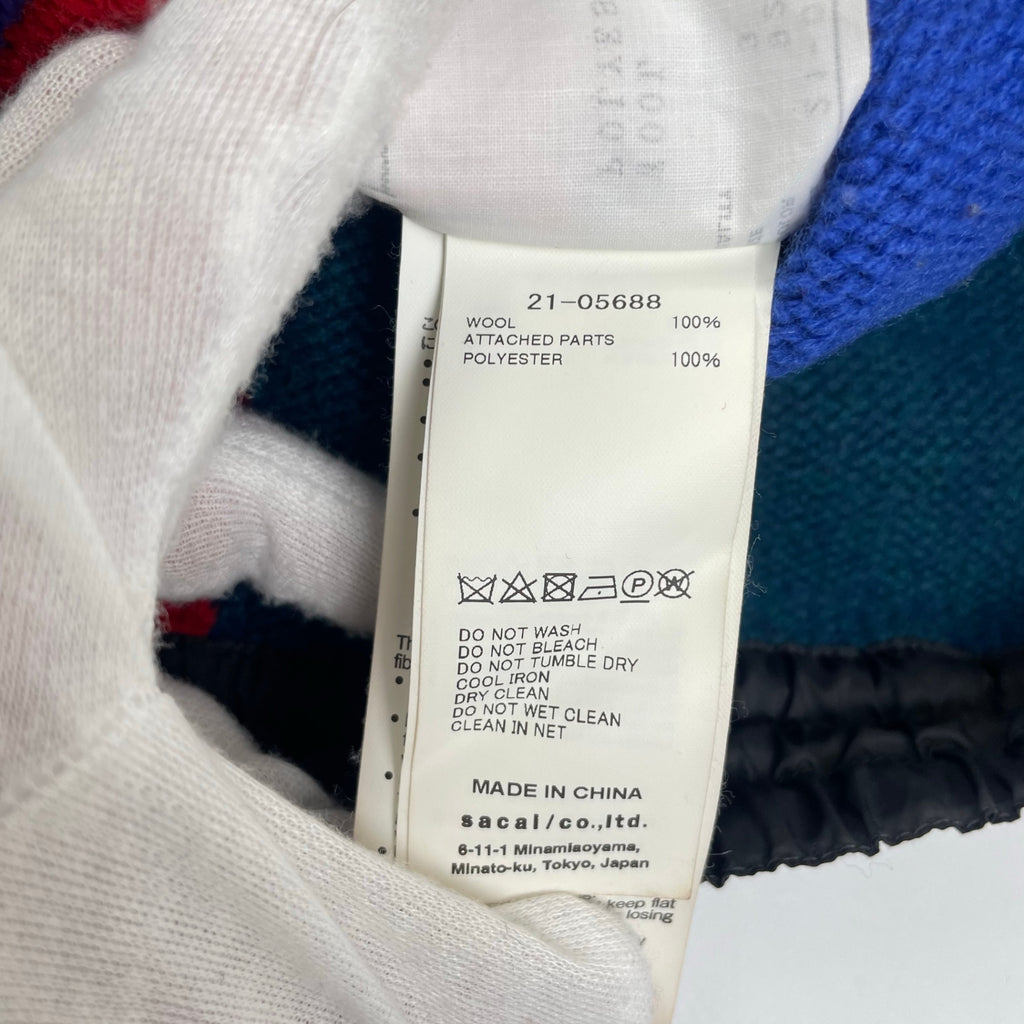 21-05688
WOOL 100%
ATTACHED PARTS
POLYESTER 100%
DO NOT WASH
DO NOT BLEACH
DO NOT TUMBLE DRY
COOL IRON
DRY CLEAN
DO NOT WET CLEAN
CLEAN IN NET
MADE IN CHINA
sacai/co.,ltd.
6-11-1 Minamiaoyama,
Minato-ku, Tokyo, Japan
keep flat
losing